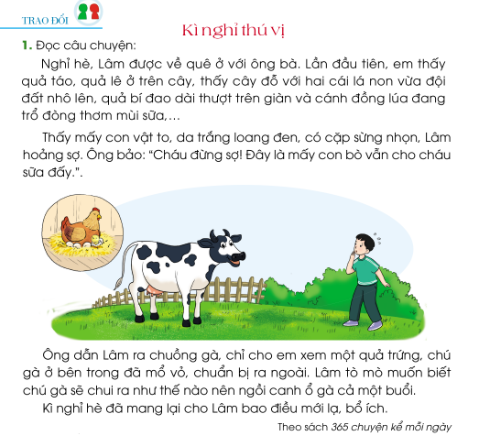 TRAO ĐỔI
Kì nghỉ thú vị
1. Đọc câu chuyện:
Nghỉ hè, Lâm được về quê ở với ông bà. Lần đầu tiên, em thấy
quả táo, quả lê ở trên cây, thấy cây đỗ với hai cái lá non vừa đội
đất nhô lên, quả bí đao dài thượt trên giàn và cánh đồng lúa đang
trổ đòng thơm mùi sữa,...
Thấy mấy con vật to, da trắng loang đen, có cặp sừng nhọn, Lâm
hoảng sợ. Ông bảo: “Cháu đừng sợ! Đây là mấy con bò vẫn cho cháu
sữa đấy.”.
Ông dẫn Lâm ra chuồng gà, chỉ cho em xem một quả trứng, chú
gà ở bên trong đã mổ vỏ, chuẩn bị ra ngoài. Lâm tò mò muốn biết
chú gà sẽ chui ra như thế nào nên ngồi canh ổ gà cả một buổi.
Kì nghỉ hè đã mang lại cho Lâm bao điều mới lạ, bổ ích.
Theo sách 365 chuyện kể mỗi ngày